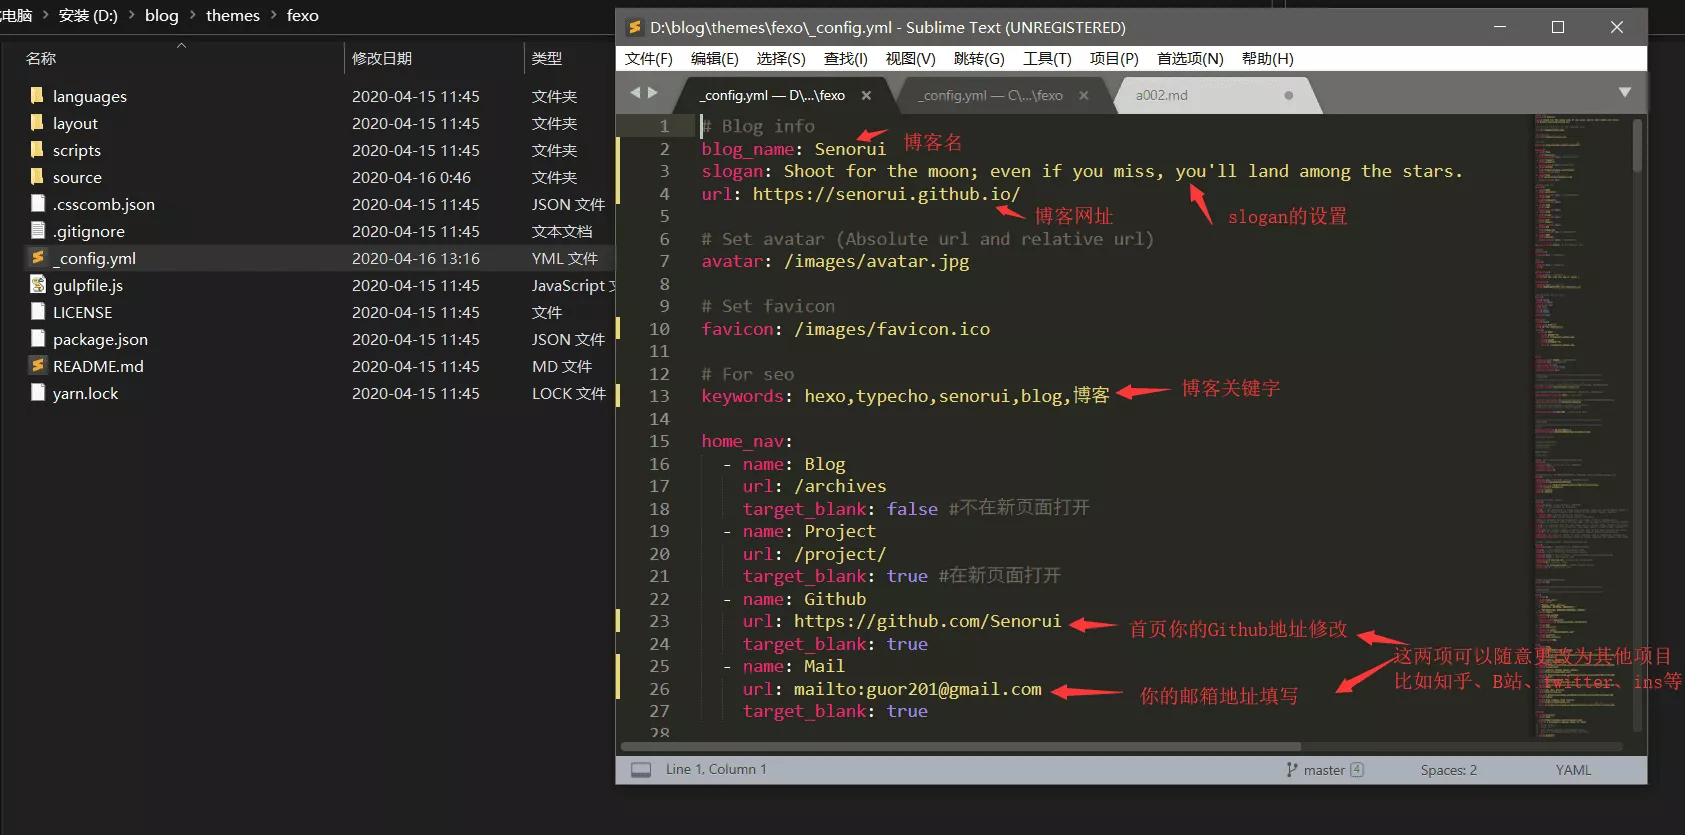 电脑 › 安装 (D:) › blog › themes › fexo
名称 修改日期 类型
languages 2020-04-15 11:45 文件夹
layout 2020-04-15 11:45 文件夹
scripts 2020-04-15 11:45 文件夹
source 2020-04-16 0:46 文件夹
.csscomb.json 2020-04-15 11:45 JSON 文件
.gitignore 2020-04-15 11:45 文本文档
_config.yml 2020-04-16 13:16 YML 文件
gulpfile.js 2020-04-15 11:45 JavaScript
LICENSE 2020-04-15 11:45 文件
package.json 2020-04-15 11:45 JSON 文件
README.md 2020-04-15 11:45 MD 文件
yarn.lock 2020-04-15 11:45 LOCK 文件
D:\blog\themes\fexo\_config.yml - Sublime Text (UNREGISTERED)
文件(F) 编辑(E) 选择(S) 查找(I) 视图(V) 跳转(G) 工具(T) 项目(P) 首选项(N) 帮助(H)
_config.yml — D\...\fexo × _config.yml — C\...\fexo × a002.md
1 # Blog info
2 blog_name: Senorui 博客名
3 slogan: Shoot for the moon; even if you miss, you'll land among the stars.
4 url: https://senorui.github.io/
5 博客网址 slogan的设置
6 # Set avatar (Absolute url and relative url)
7 avatar: /images/avatar.jpg
8
9 # Set favicon
10 favicon: /images/favicon.ico
11
12 # For seo
13 keywords: hexo,typecho,senorui,blog,博客 博客关键字
14
15 home_nav:
16 - name: Blog
17 url: /archives
18 target_blank: false #不在新页面打开
19 - name: Project
20 url: /project/
21 target_blank: true #在新页面打开
22 - name: Github
23 url: https://github.com/Senorui 首页你的Github地址修改
24 target_blank: true
这两项可以随意更改为其他项目
比如知乎、B站、Twitter、ins等
25 - name: Mail
26 url: mailto:guor201@gmail.com 你的邮箱地址填写
27 target_blank: true
28
Line 1, Column 1 master 4 Spaces: 2 YAML